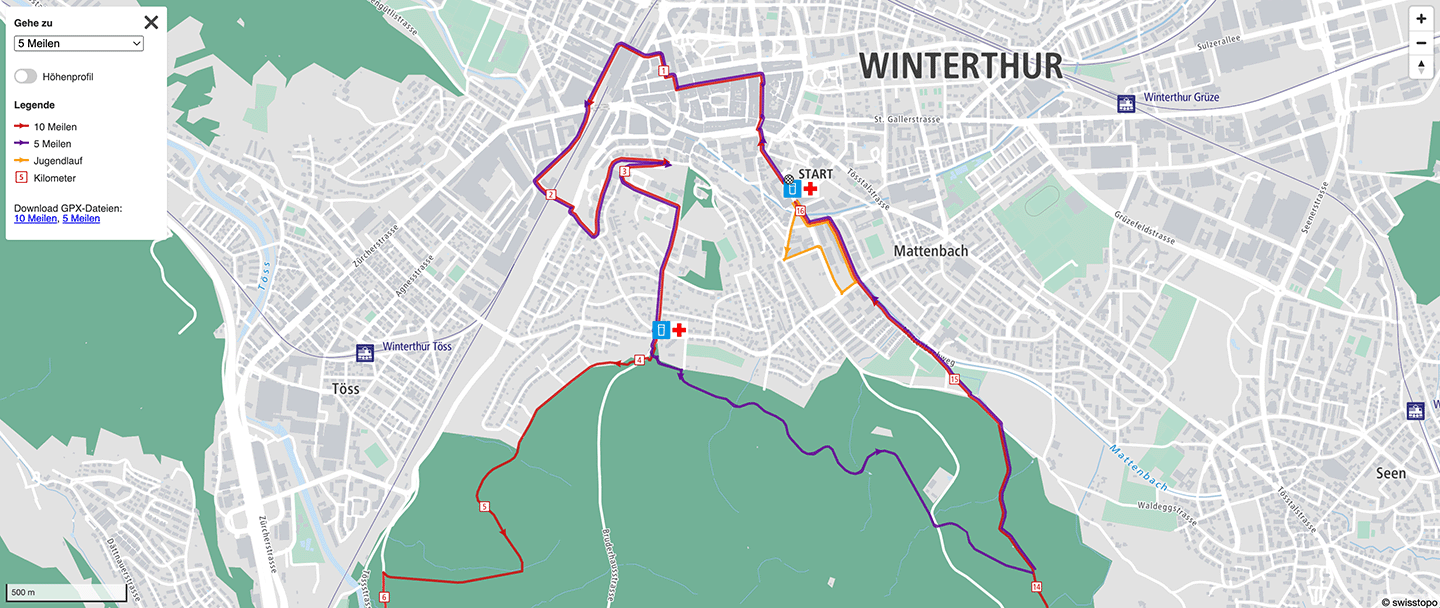 Gehe zu
5 Meilen
Höhenprofil
Legende
10 Meilen
5 Meilen
Jugendlauf
5 Kilometer
Download GPX-Dateien:
10 Meilen, 5 Meilen
WINTERTHUR
Sulzerallee
Winterthur Grüze
St. Gallerstrasse
1
START
Tösstalstrasse
3
2
16
Seenerstrasse
Grüzefeldstrasse
Zürcherstrasse
Agnesstrasse
Töss
Mattenbach
Winterthur Töss
4
Töss
15
W
Mattenbach
Seen
Waldeggstrasse
Tösstalstrasse
5
Zürcherstrasse
Bruderhausstrasse
Dättnauerstrasse
Tössstras
14
6
500 m
© swisstopo